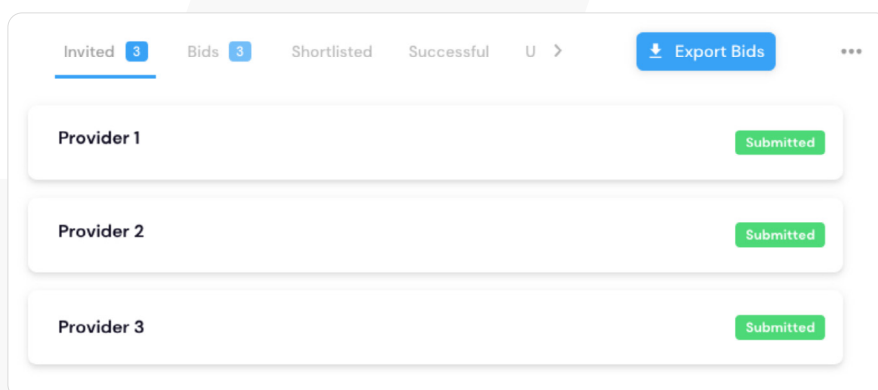 Invited 3 Bids 3 Shortlisted Successful U Export Bids
Provider 1 Submitted
Provider 2 Submitted
Provider 3 Submitted